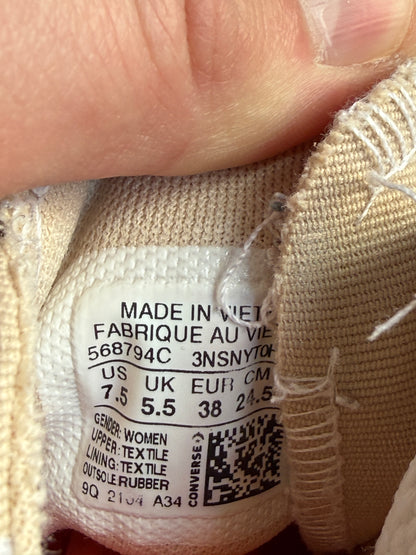 MADE IN VIET
FABRIQUE AU VIE
568794C 3NSNYTOH
US UK EUR CM
7.5 5.5 38 24.5
GENDER: WOMEN
UPPER: TEXTILE
LINING: TEXTILE
OUTSOLE: RUBBER
9Q 2104 A34
CONVERSE